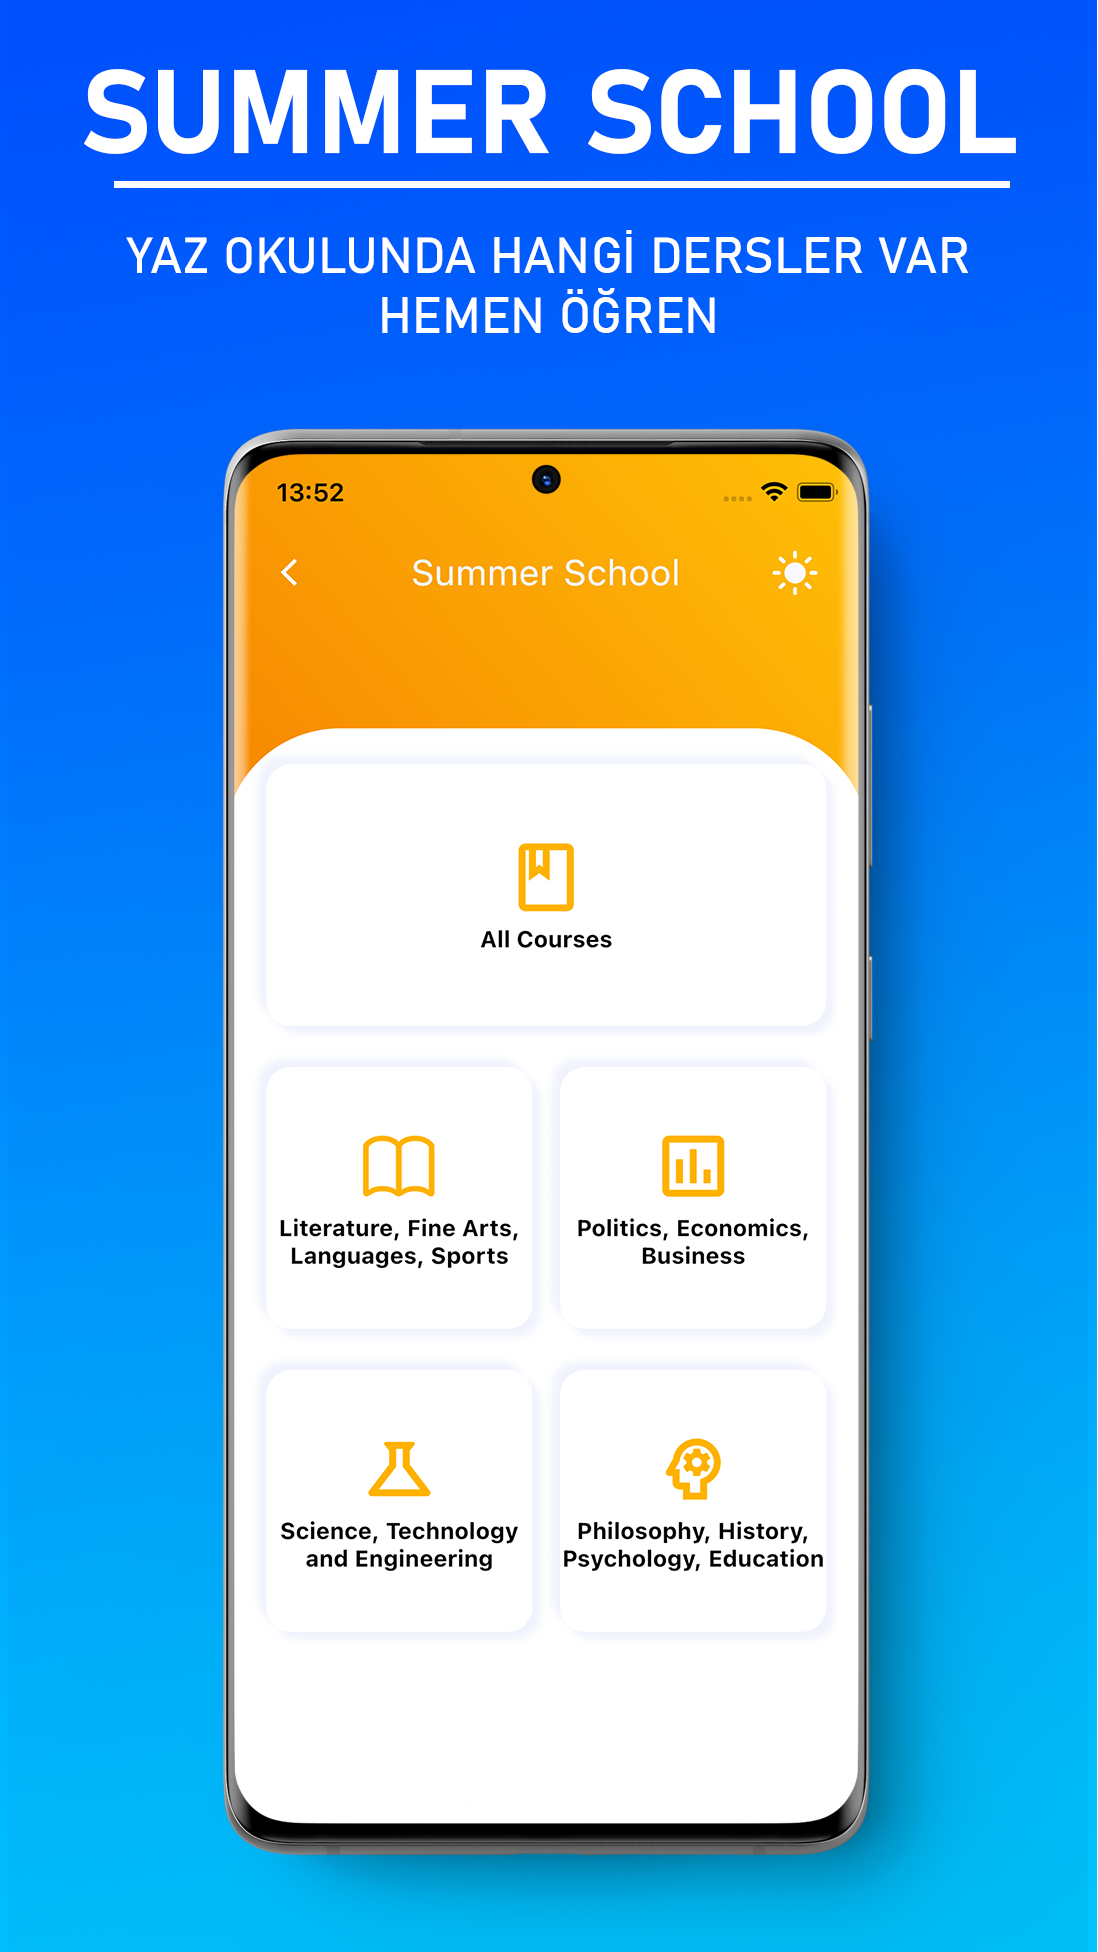 SUMMER SCHOOL
YAZ OKULUNDA HANGİ DERSLER VAR
HEMEN ÖĞREN
13:52
Summer School
All Courses
Literature, Fine Arts,
Languages, Sports
Politics, Economics,
Business
Science, Technology
and Engineering
Philosophy, History,
Psychology, Education